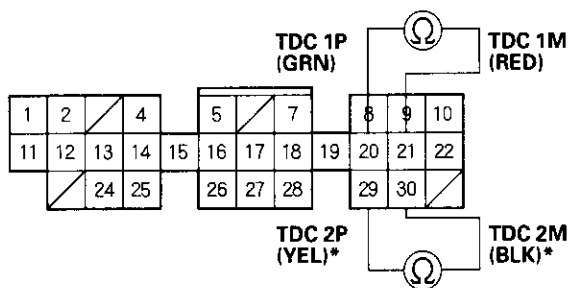 TDC 1P
(GRN)
Ω
TDC 1M
(RED)
1 2 4 5 7 8 9 10
11 12 13 14 15 16 17 18 19 20 21 22
24 25 26 27 28 29 30
TDC 2P
(YEL)*
Ω
TDC 2M
(BLK)*